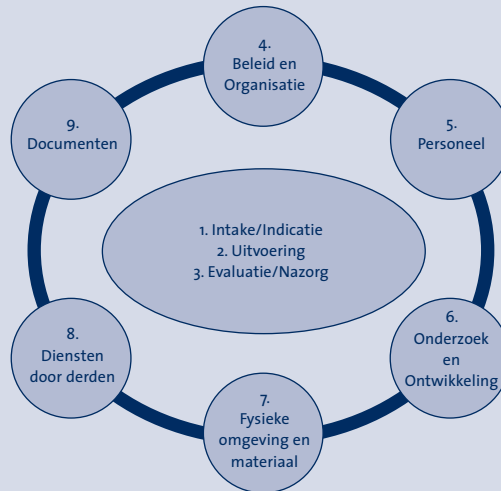 4.
Beleid en
Organisatie
9.
Documenten
5.
Personeel
1. Intake/Indicatie
2. Uitvoering
3. Evaluatie/Nazorg
8.
Diensten
door derden
6.
Onderzoek
en
Ontwikkeling
7.
Fysieke
omgeving en
materiaal